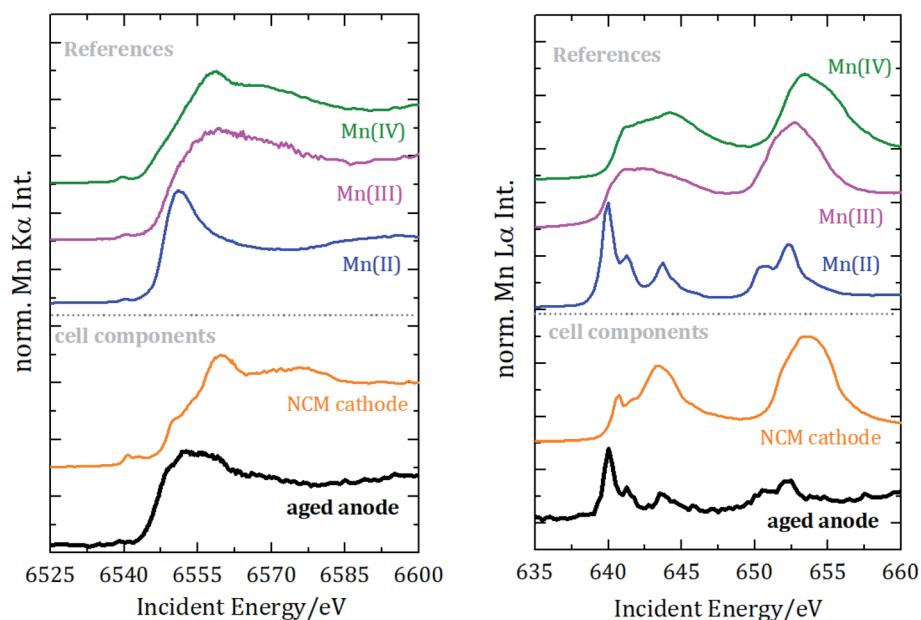 norm. Mn Kα Int.
References
Mn(IV)
Mn(III)
Mn(II)
cell components
NCM cathode
aged anode
6525 6540 6555 6570 6585 6600
Incident Energy/eV
norm. Mn Lα Int.
References
Mn(IV)
Mn(III)
Mn(II)
cell components
NCM cathode
aged anode
635 640 645 650 655 660
Incident Energy/eV